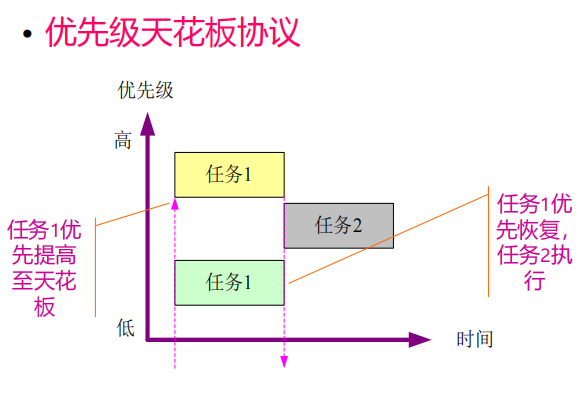 • 优先级天花板协议
优先级
高
任务1
任务1优
先提高
至天花
板
任务2
任务1优
先恢复，
任务2执
行
任务1
低
时间